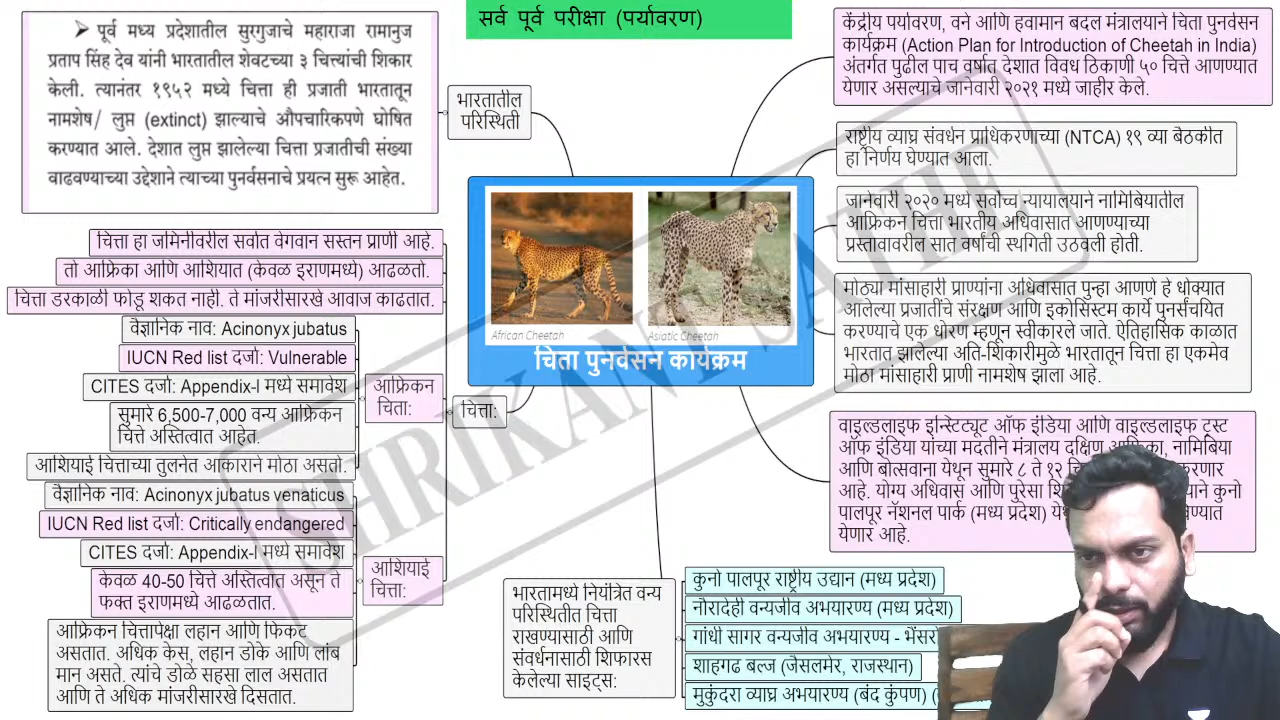 सर्व पूर्व परीक्षा (पर्यावरण)
➢ पूर्व मध्य प्रदेशातील सुरगुजाचे महाराजा रामानुज
प्रताप सिंह देव यांनी भारतातील शेवटच्या ३ चित्त्यांची शिकार
केली. त्यानंतर १९५२ मध्ये चित्ता ही प्रजाती भारतातून
नामशेष/ लुप्त (extinct) झाल्याचे औपचारिकपणे घोषित
करण्यात आले. देशात लुप्त झालेल्या चित्ता प्रजातीची संख्या
वाढवण्याच्या उद्देशाने त्याच्या पुनर्वसनाचे प्रयत्न सुरू आहेत.
भारतातील
परिस्थिती
चित्ता हा जमिनीवरील सर्वात वेगवान सस्तन प्राणी आहे.
तो आफ्रिका आणि आशियात (केवळ इराणमध्ये) आढळतो.
चित्ता डरकाळी फोडू शकत नाही. ते मांजरीसारखे आवाज काढतात.
वैज्ञानिक नाव: Acinonyx jubatus
IUCN Red list दर्जा: Vulnerable
CITES दर्जा: Appendix-I मध्ये समावेश
सुमारे 6,500-7,000 वन्य आफ्रिकन
चित्ते अस्तित्वात आहेत.
आशियाई चित्ताच्या तुलनेत आकाराने मोठा असतो.
आफ्रिकन
चिता:
चित्ता:
वैज्ञानिक नाव: Acinonyx jubatus venaticus
IUCN Red list दर्जा: Critically endangered
CITES दर्जा: Appendix-I मध्ये समावेश
केवळ 40-50 चित्ते अस्तित्वात असून ते
फक्त इराणमध्ये आढळतात.
आफ्रिकन चित्तापेक्षा लहान आणि फिकट
असतात. अधिक केस, लहान डोके आणि लांब
मान असते. त्यांचे डोळे सहसा लाल असतात
आणि ते अधिक मांजरीसारखे दिसतात.
आशियाई
चित्ता:
African Cheetah
Asiatic Cheetah
चिता पुनर्वसन कार्यक्रम
केंद्रीय पर्यावरण, वने आणि हवामान बदल मंत्रालयाने चिता पुनर्वसन
कार्यक्रम (Action Plan for Introduction of Cheetah in India)
अंतर्गत पुढील पाच वर्षात देशात विवध ठिकाणी ५० चित्ते आणण्यात
येणार असल्याचे जानेवारी २०२१ मध्ये जाहीर केले.
राष्ट्रीय व्याघ्र संवर्धन प्राधिकरणाच्या (NTCA) १९ व्या बैठकीत
हा निर्णय घेण्यात आला.
जानेवारी २०२० मध्ये सर्वोच्च न्यायालयाने नामिबियातील
आफ्रिकन चित्ता भारतीय अधिवासात आणण्याच्या
प्रस्तावावरील सात वर्षांची स्थगिती उठवली होती.
मोठ्या मांसाहारी प्राण्यांना अधिवासात पुन्हा आणणे हे धोक्यात
आलेल्या प्रजातींचे संरक्षण आणि इकोसिस्टम कार्ये पुनर्संचयित
करण्याचे एक धोरण म्हणून स्वीकारले जाते. ऐतिहासिक काळात
भारतात झालेल्या अति-शिकारीमुळे भारतातून चित्ता हा एकमेव
मोठा मांसाहारी प्राणी नामशेष झाला आहे.
वाइल्डलाइफ इन्स्टिट्यूट ऑफ इंडिया आणि वाइल्डलाइफ ट्रस्ट
ऑफ इंडिया यांच्या मदतीने मंत्रालय दक्षिण आफ्रिका, नामिबिया
आणि बोत्सवाना येथून सुमारे ८ ते १२ करणार
आहे. योग्य अधिवास आणि पुरेसा कुनो
पालपूर नॅशनल पार्क (मध्य प्रदेश)
येणार आहे.
भारतामध्ये नियंत्रित वन्य
परिस्थितीत चित्ता
राखण्यासाठी आणि
संवर्धनासाठी शिफारस
केलेल्या साइट्स:
कुनो पालपूर राष्ट्रीय उद्यान (मध्य प्रदेश)
नौरादेही वन्यजीव अभयारण्य (मध्य प्रदेश)
गांधी सागर वन्यजीव अभयारण्य -
शाहगढ बल्ज (जैसलमेर, राजस्थान)
मुकुंदरा व्याघ्र अभयारण्य (बंद कुंपण)
SHRIKANT SATHE